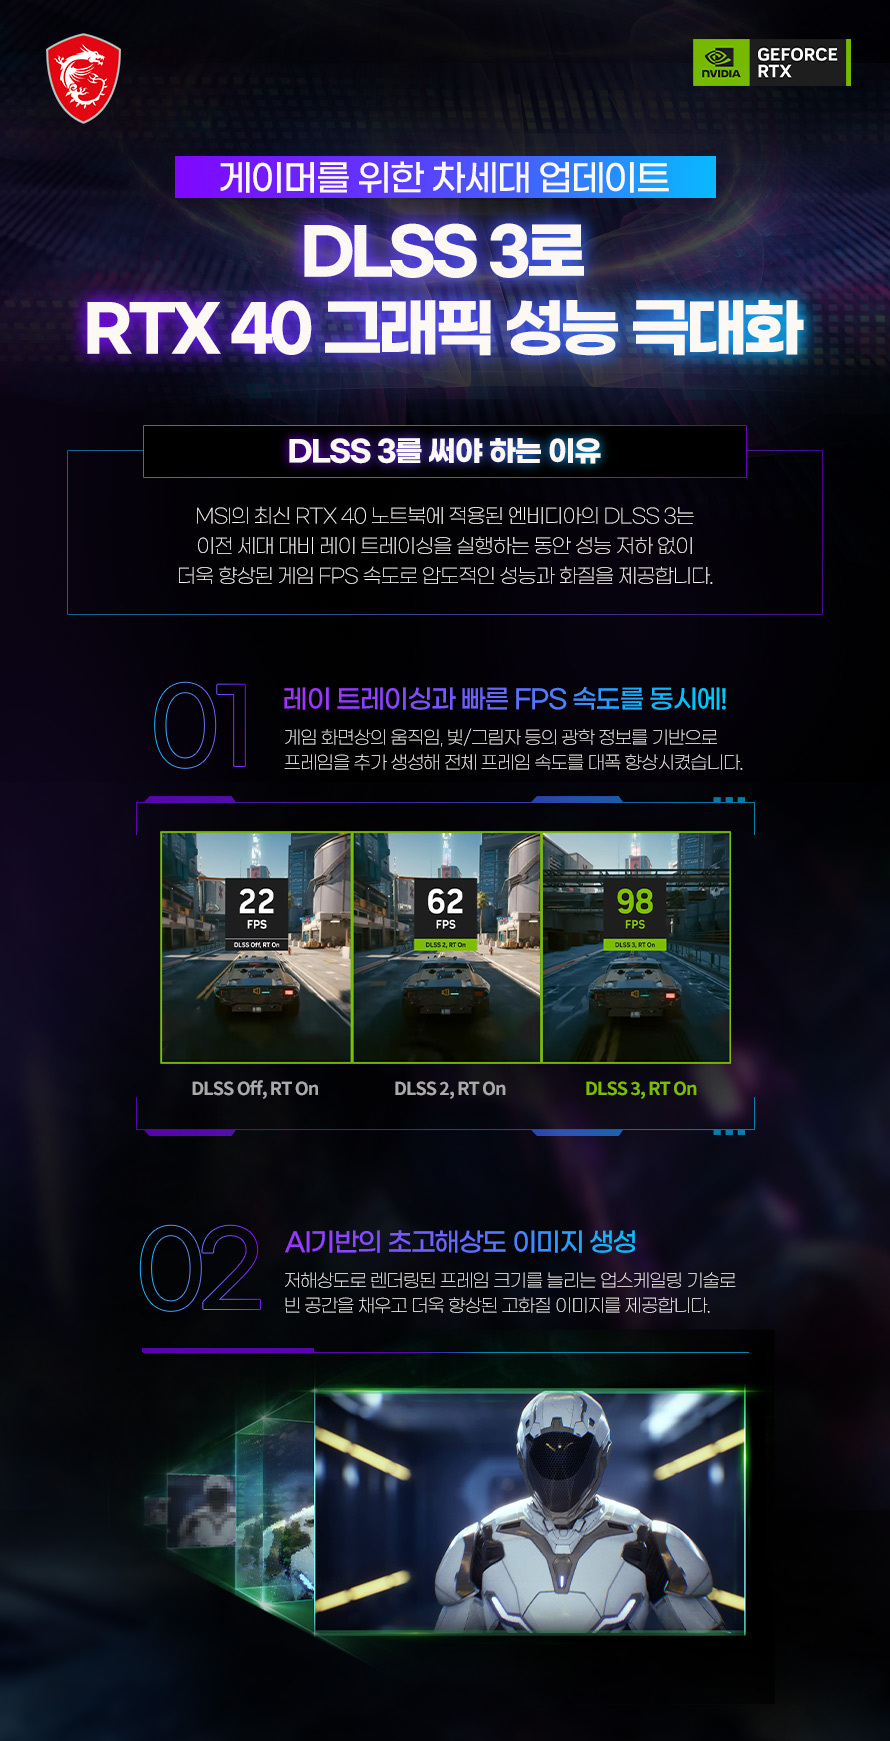 NVIDIA
GEFORCE
RTX
게이머를 위한 차세대 업데이트
DLSS 3로
RTX 40 그래픽 성능 극대화
DLSS 3를 써야 하는 이유
MSI의 최신 RTX 40 노트북에 적용된 엔비디아의 DLSS 3는
이전 세대 대비 레이 트레이싱을 실행하는 동안 성능 저하 없이
더욱 향상된 게임 FPS 속도로 압도적인 성능과 화질을 제공합니다.
01
레이 트레이싱과 빠른 FPS 속도를 동시에!
게임 화면상의 움직임, 빛/그림자 등의 광학 정보를 기반으로
프레임을 추가 생성해 전체 프레임 속도를 대폭 향상시켰습니다.
22
FPS
DLSS Off, RT On
62
FPS
DLSS 2, RT On
98
FPS
DLSS 3, RT On
DLSS Off, RT On
DLSS 2, RT On
DLSS 3, RT On
02
AI기반의 초고해상도 이미지 생성
저해상도로 렌더링된 프레임 크기를 늘리는 업스케일링 기술로
빈 공간을 채우고 더욱 향상된 고화질 이미지를 제공합니다.